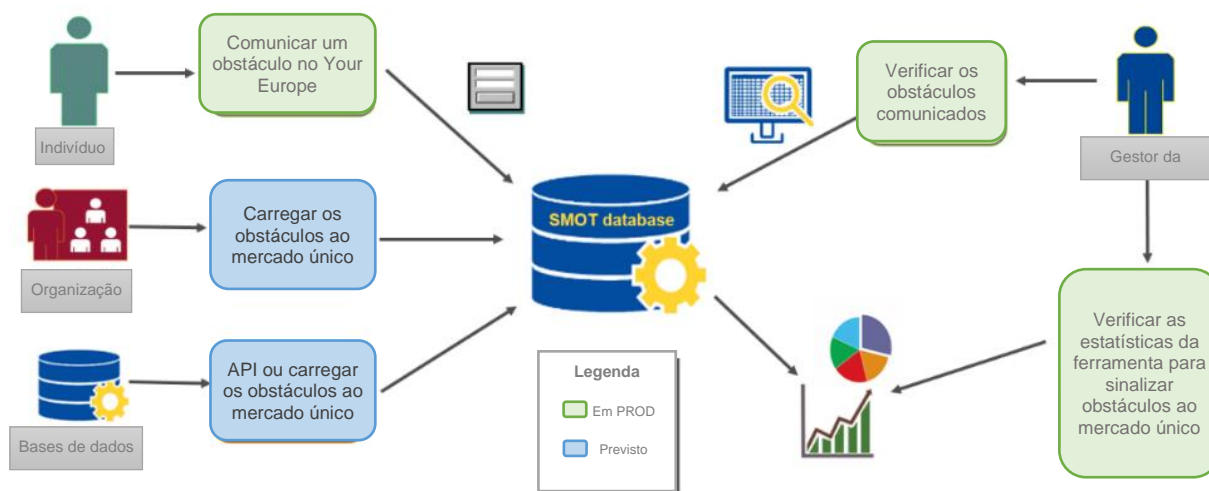 Comunicar um
obstáculo no Your
Europe
Verificar os
obstáculos
comunicados
Indivíduo
Gestor da
Carregar os
obstáculos ao
mercado único
SMOT database
Organização
API ou carregar
os obstáculos ao
mercado único
Bases de dados
Legenda
Em PROD
Previsto
Verificar as
estatísticas da
ferramenta para
sinalizar
obstáculos ao
mercado único